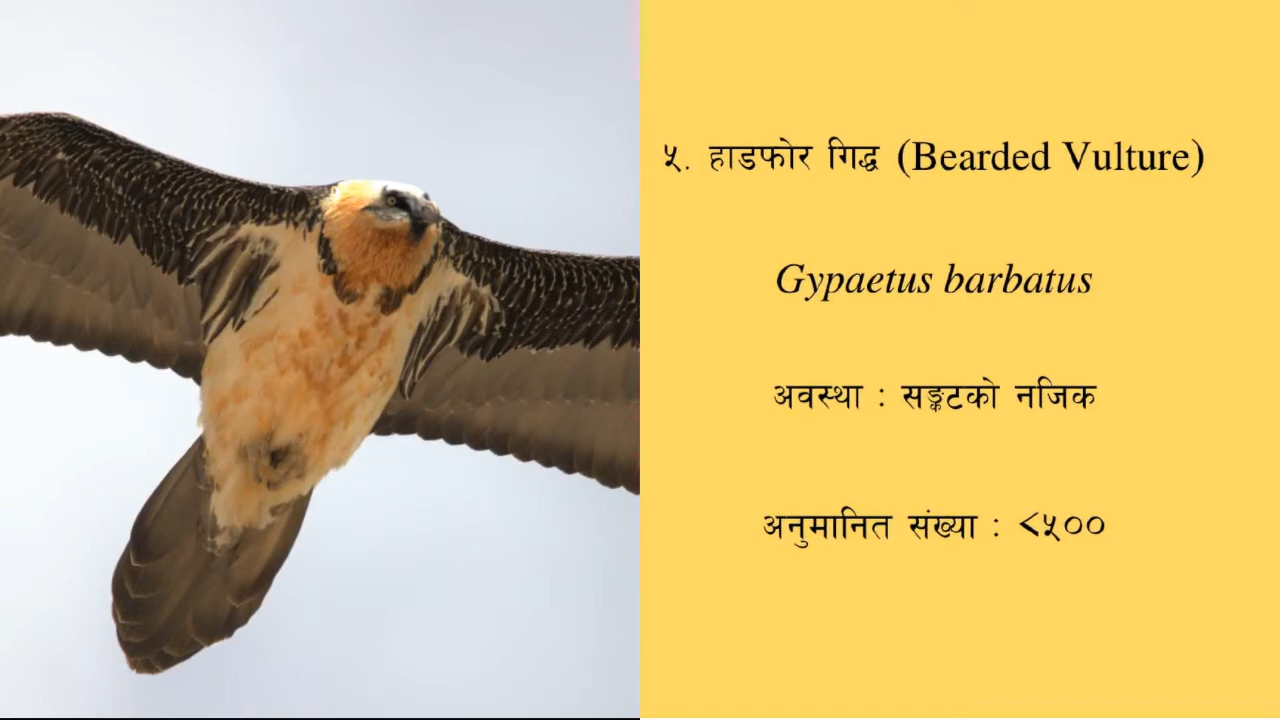 ५. हाडफोर गिद्ध (Bearded Vulture)
Gypaetus barbatus
अवस्था : सङ्कटको नजिक
अनुमानित संख्या : <५००